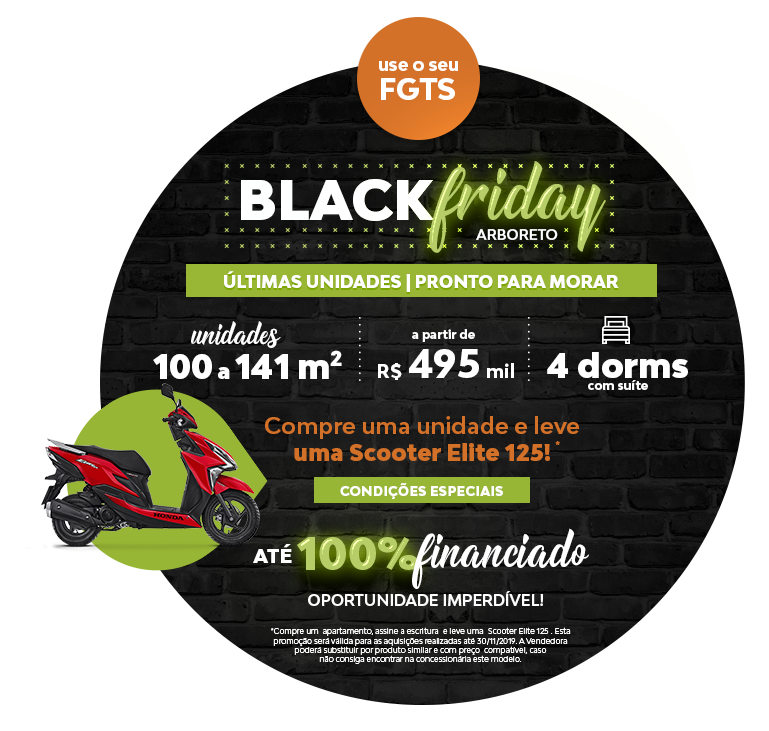 use o seu
FGTS
BLACK friday
ARBORETO
ÚLTIMAS UNIDADES | PRONTO PARA MORAR
unidades
100 a 141 m²
a partir de
R$ 495 mil
4 dorms
com suíte
Compre uma unidade e leve
uma Scooter Elite 125! *
CONDIÇÕES ESPECIAIS
HONDA
ATÉ 100% financiado
OPORTUNIDADE IMPERDÍVEL!
*Compre um apartamento, assine a escritura e leve uma Scooter Elite 125 . Esta
promoção será válida para as aquisições realizadas até 30/11/2019. A Vendedora
poderá substituir por produto similar e com preço compatível, caso
não consiga encontrar na concessionária este modelo.